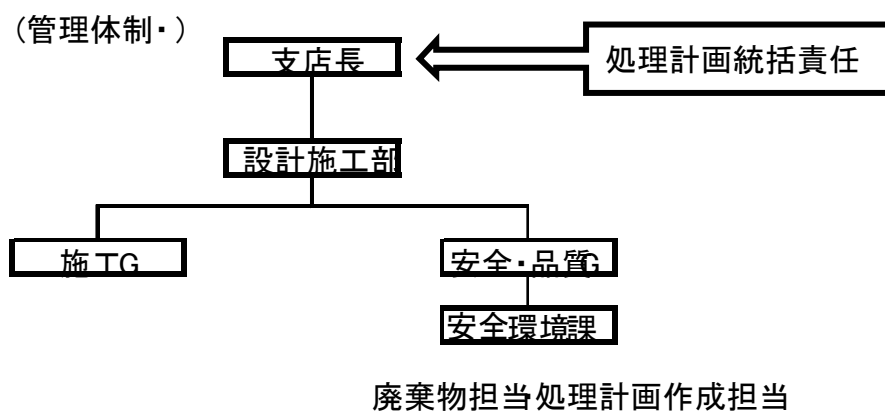 (管理体制・)
支店長
処理計画統括責任
設計施工部
施工G
安全・品質G
安全環境課
廃棄物担当処理計画作成担当